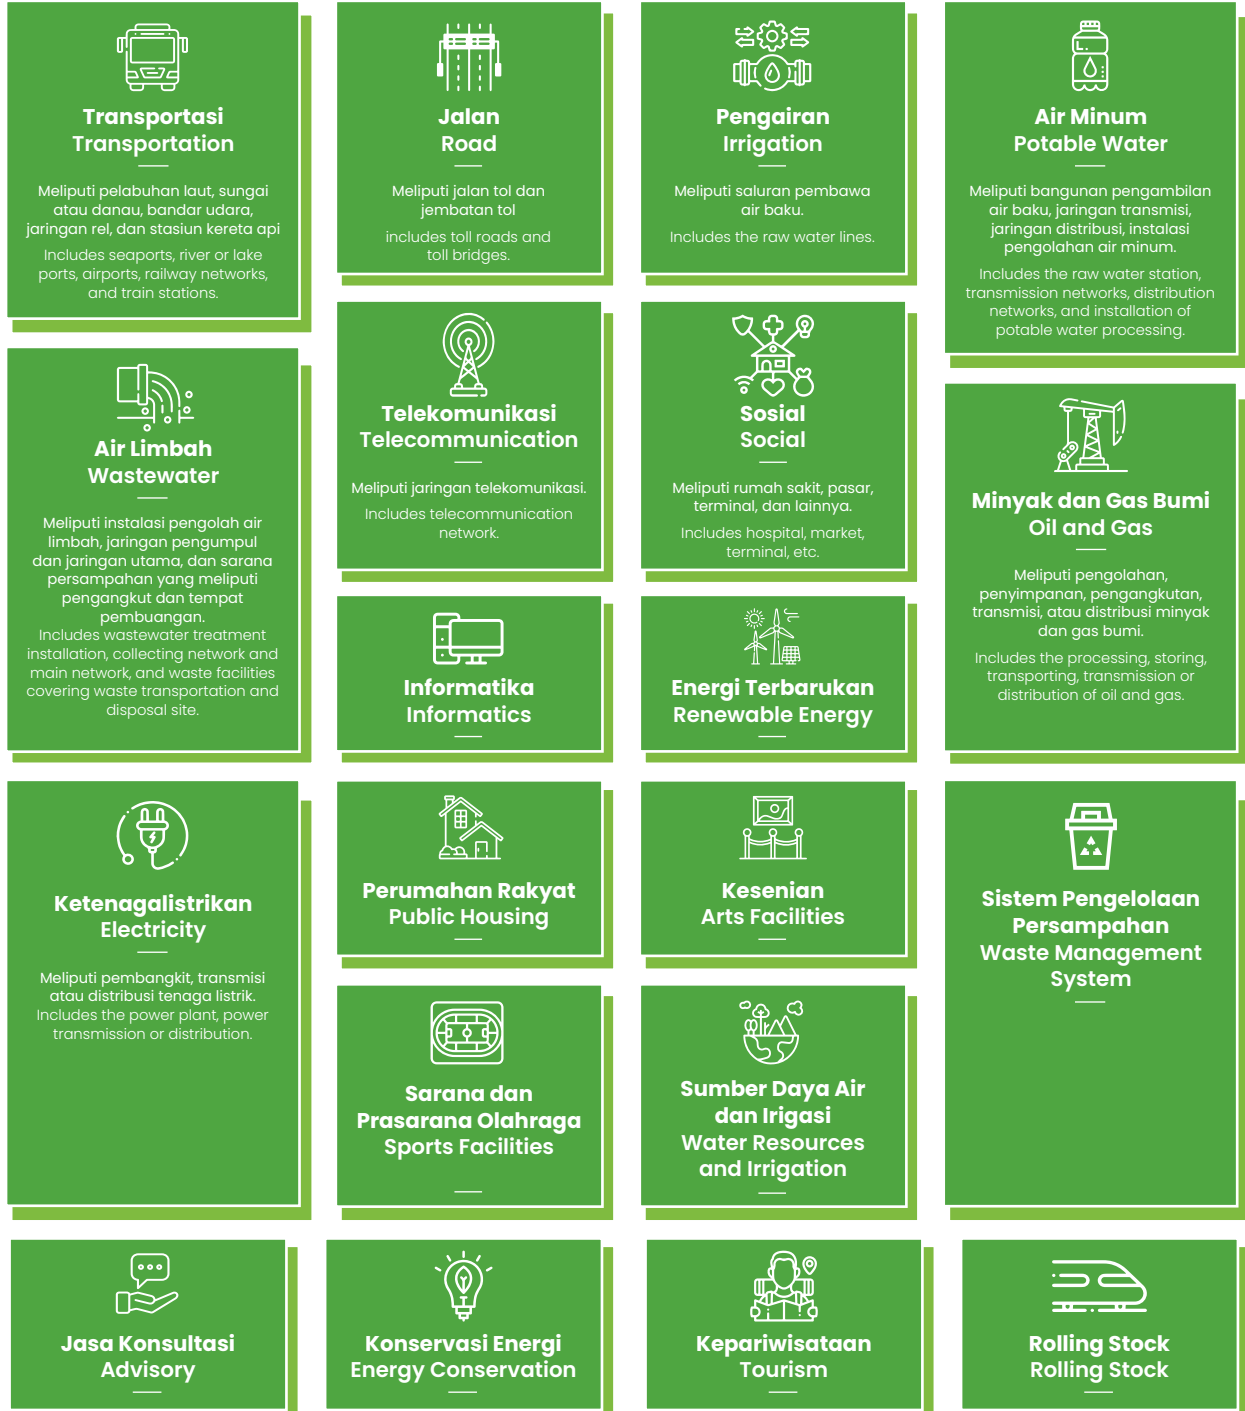 Transportasi
Transportation
Meliputi pelabuhan laut, sungai
atau danau, bandar udara,
jaringan rel, dan stasiun kereta api
Includes seaports, river or lake
ports, airports, railway networks,
and train stations.
Jalan
Road
Meliputi jalan tol dan
jembatan tol
includes toll roads and
toll bridges.
Pengairan
Irrigation
Meliputi saluran pembawa
air baku.
Includes the raw water lines.
Air Minum
Potable Water
Meliputi bangunan pengambilan
air baku, jaringan transmisi,
jaringan distribusi, instalasi
pengolahan air minum.
Includes the raw water station,
transmission networks, distribution
networks, and installation of
potable water processing.
Air Limbah
Wastewater
Meliputi instalasi pengolah air
limbah, jaringan pengumpul
dan jaringan utama, dan sarana
persampahan yang meliputi
pengangkut dan tempat
pembuangan.
Includes wastewater treatment
installation, collecting network and
main network, and waste facilities
covering waste transportation and
disposal site.
Telekomunikasi
Telecommunication
Meliputi jaringan telekomunikasi.
Includes telecommunication
network.
Sosial
Social
Meliputi rumah sakit, pasar,
terminal, dan lainnya.
Includes hospital, market,
terminal, etc.
Minyak dan Gas Bumi
Oil and Gas
Meliputi pengolahan,
penyimpanan, pengangkutan,
transmisi, atau distribusi minyak
dan gas bumi.
Includes the processing, storing,
transporting, transmission or
distribution of oil and gas.
Informatika
Informatics
Energi Terbarukan
Renewable Energy
Ketenagalistrikan
Electricity
Meliputi pembangkit, transmisi
atau distribusi tenaga listrik.
Includes the power plant, power
transmission or distribution.
Perumahan Rakyat
Public Housing
Kesenian
Arts Facilities
Sistem Pengelolaan
Persampahan
Waste Management
System
Sarana dan
Prasarana Olahraga
Sports Facilities
Sumber Daya Air
dan Irigasi
Water Resources
and Irrigation
Jasa Konsultasi
Advisory
Konservasi Energi
Energy Conservation
Kepariwisataan
Tourism
Rolling Stock
Rolling Stock